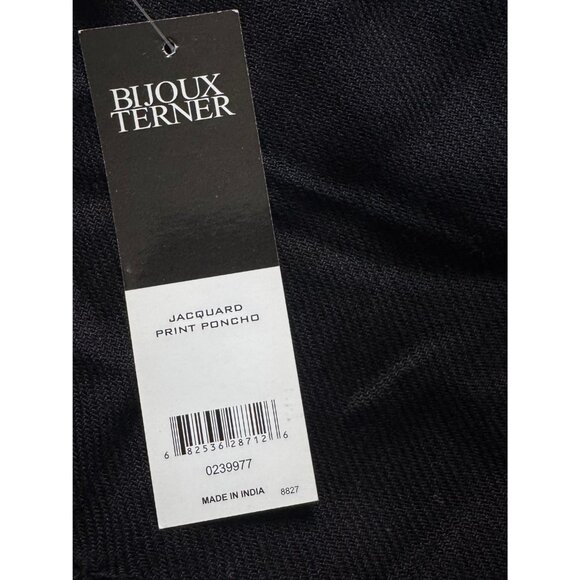 BIJOUX
TERNER
JACQUARD
PRINT PONCHO
6 82536 28712 6
0239977
MADE IN INDIA 8827